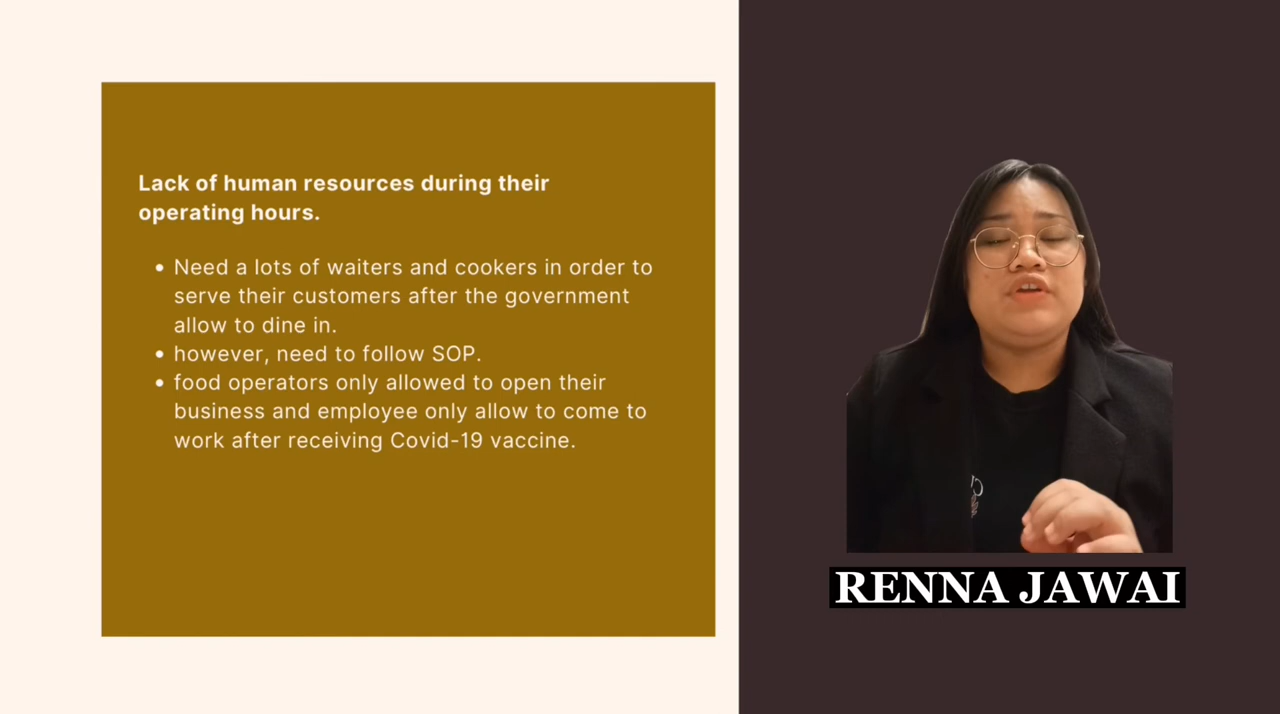 Lack of human resources during their
operating hours.
• Need a lots of waiters and cookers in order to
serve their customers after the government
allow to dine in.
• however, need to follow SOP.
• food operators only allowed to open their
business and employee only allow to come to
work after receiving Covid-19 vaccine.
RENNA JAWAI